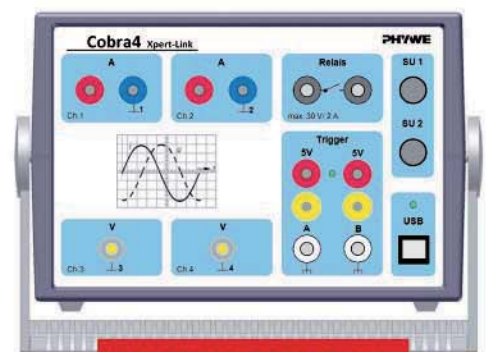 Cobra4 Xpert-Link
PHYWE
A
Ch.1
1
A
Ch.2
2
Relais
max. 30 V/ 2 A
SU 1
SU 2
Trigger
5V 5V
A B
V
Ch.3
3
V
Ch.4
4
USB